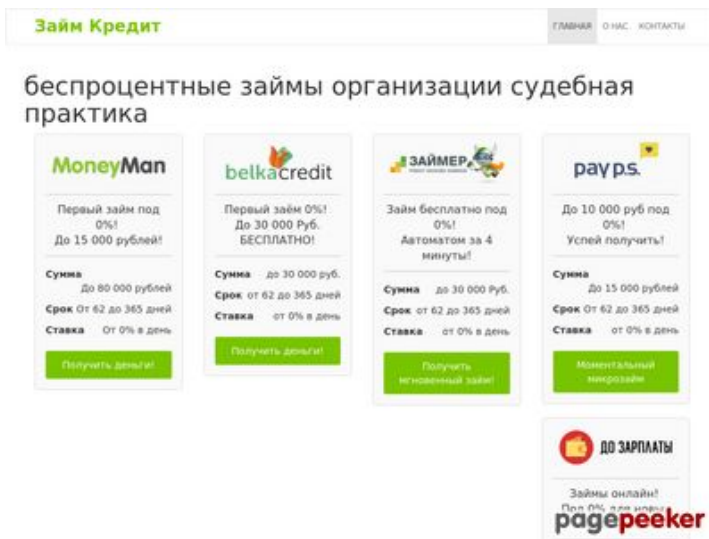 Займ Кредит
ГЛАВНАЯ О НАС КОНТАКТЫ
беспроцентные займы организации судебная
практика
MoneyMan
Первый займ под
0%!
До 15 000 рублей!
Сумма
До 80 000 рублей
Срок От 62 до 365 дней
Ставка От 0% в день
Получить деньги!
belkacredit
Первый заём 0%!
До 30 000 Руб.
БЕСПЛАТНО!
Сумма до 30 000 руб.
Срок от 62 до 365 дней
Ставка от 0% в день
Получить деньги!
ЗАЙМЕР
Займ бесплатно под
0%!
Автоматом за 4
минуты!
Сумма до 30 000 Руб.
Срок от 62 до 365 дней
Ставка от 0% в день
Получить
мгновенный займ!
pay p.s.
До 10 000 руб под
0%!
Успей получить!
Сумма
До 15 000 рублей
Срок От 62 до 365 дней
Ставка от 0% в день
Моментальный
микрозайм
ДО ЗАРПЛАТЫ
Займы онлайн!
Под 0% для
pagepeeker